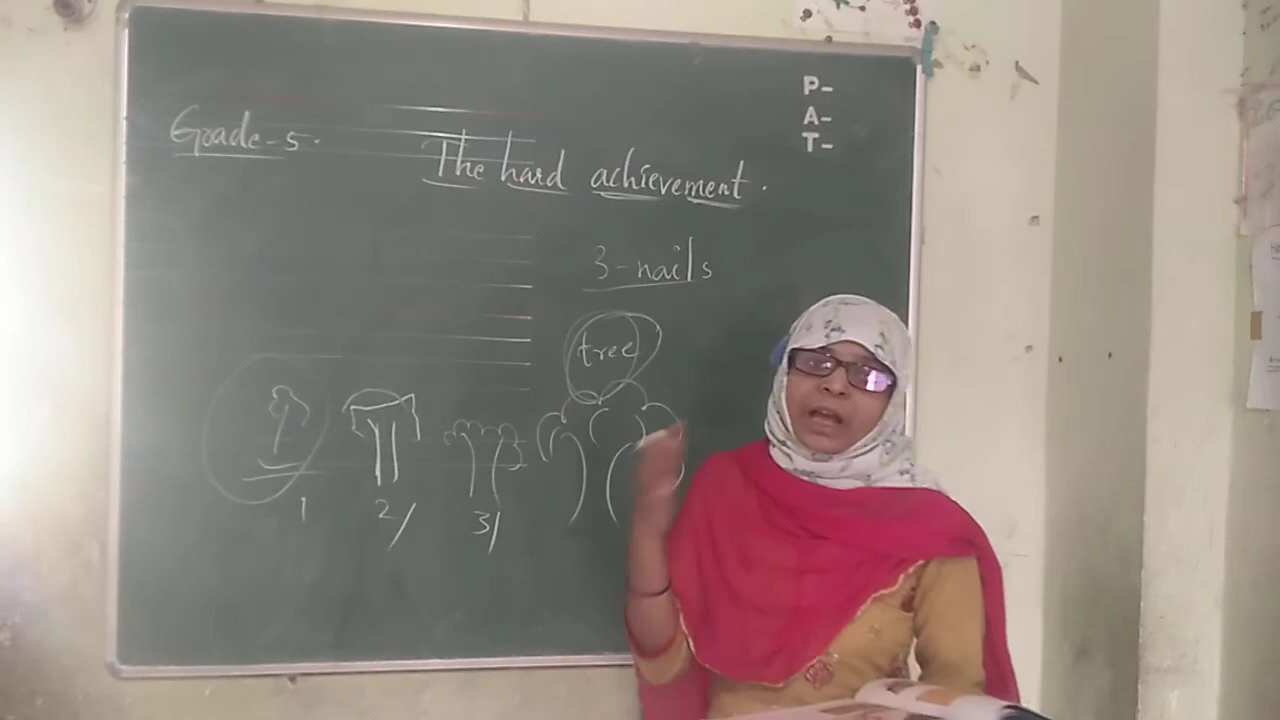 P-
A-
T-
Grade-5.
The hard achievement.
3-nails
tree
1
2/
3/